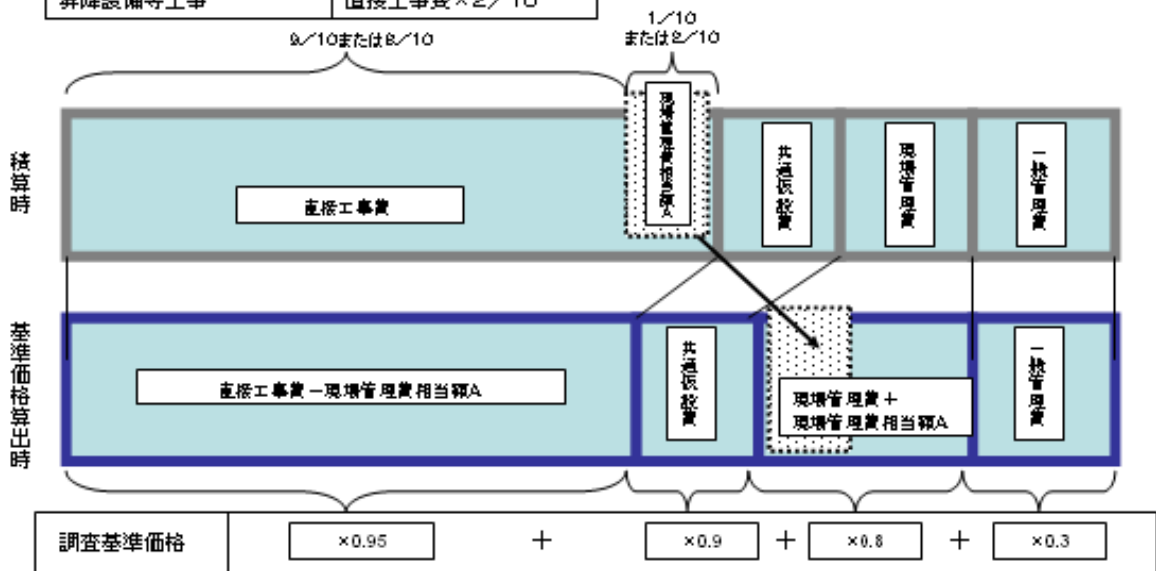 昇降設備等工事
直接工事費×2/10
9/10または8/10
1/10
または2/10
積算時
直接工事費
現場管理費相当額A
共通仮設費
現場管理費
一般管理費
基準価格算出時
直接工事費－現場管理費相当額A
共通仮設費
現場管理費＋
現場管理費相当額A
一般管理費
調査基準価格
×0.95
＋
×0.9
＋
×0.8
＋
×0.3